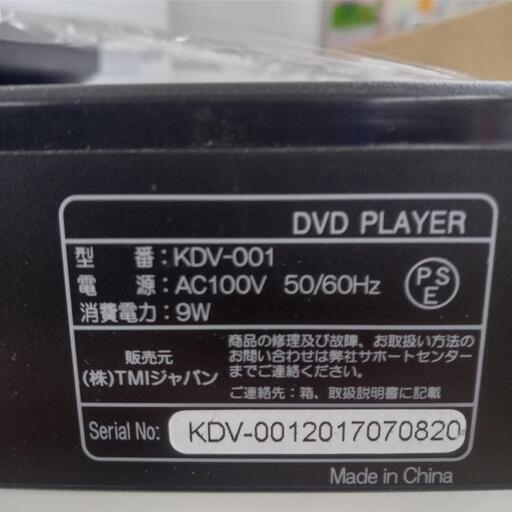 DVD PLAYER
型 番：KDV-001
電 源：AC100V 50/60Hz
消費電力：9W
PSE
販売元
(株)TMIジャパン
商品の修理及び故障、お取扱い方法の
お問い合わせは弊社サポートセンター
までご連絡ください。
ご連絡先：箱、取扱説明書に記載
Serial No: KDV-0012017070820
Made in China